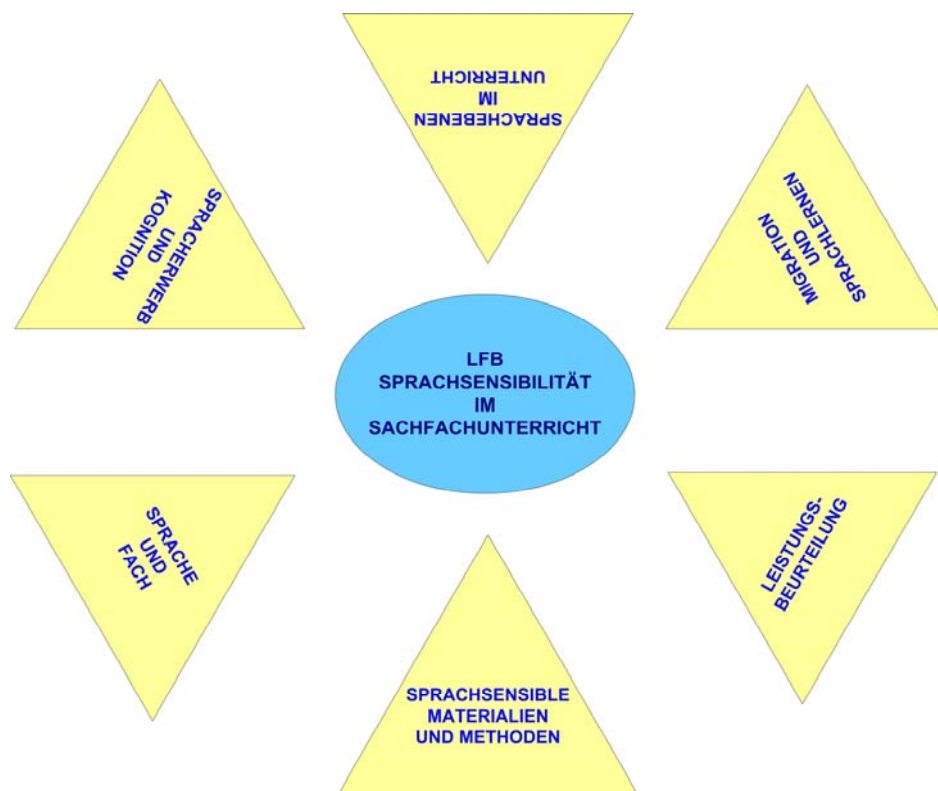 SPRACHEBENEN
IM
UNTERRICHT
SPRACHERWERB
UND
KOGNITION
MIGRATION
UND
SPRACHLERNEN
LFB
SPRACHSENSIBILITÄT
IM
SACHFACHUNTERRICHT
SPRACHE
UND
FACH
LEISTUNGS-
BEURTEILUNG
SPRACHSENSIBLE
MATERIALIEN
UND METHODEN